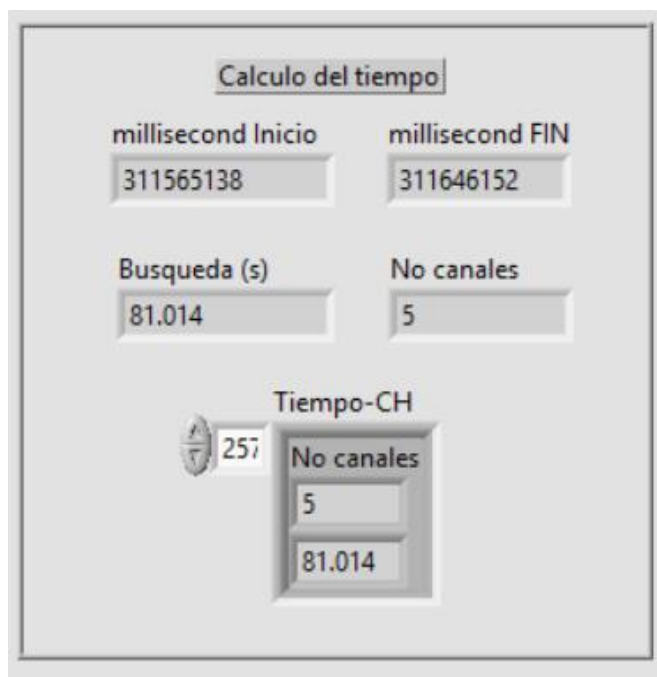 Calculo del tiempo
millisecond Inicio millisecond FIN
311565138 311646152
Busqueda (s) No canales
81.014 5
Tiempo-CH
257 No canales
5
81.014